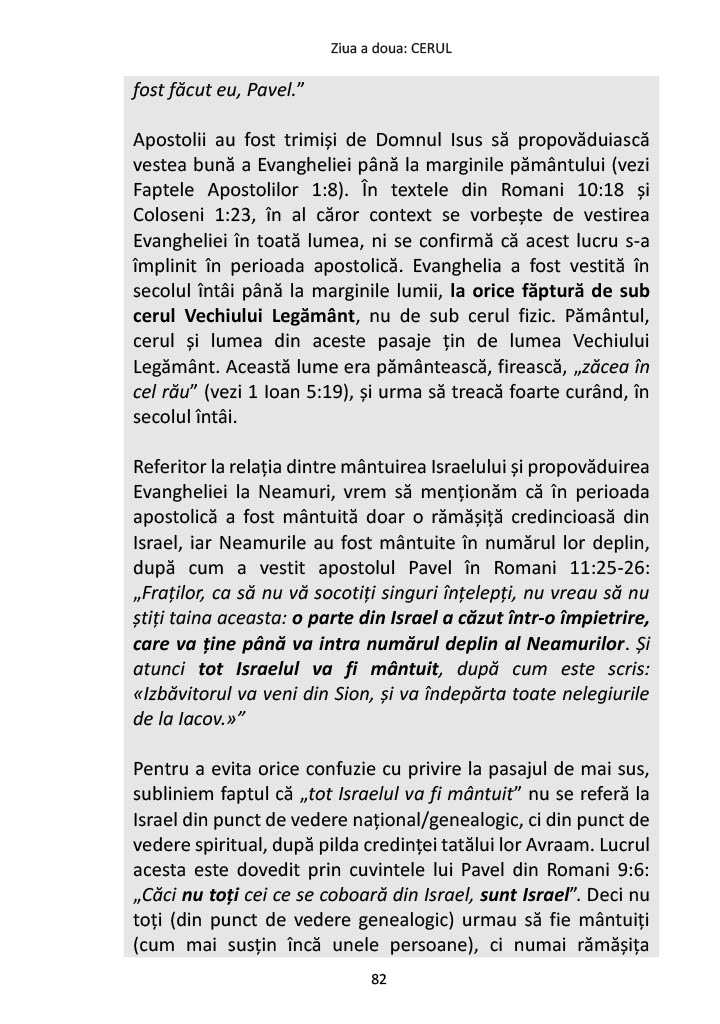 Ziua a doua: CERUL
fost făcut eu, Pavel.”
Apostolii au fost trimiși de Domnul Isus să propovăduiască
vestea bună a Evangheliei până la marginile pământului (vezi
Faptele Apostolilor 1:8). În textele din Romani 10:18 și
Coloseni 1:23, în al căror context se vorbește de vestirea
Evangheliei în toată lumea, ni se confirmă că acest lucru s-a
împlinit în perioada apostolică. Evanghelia a fost vestită în
secolul întâi până la marginile lumii, la orice făptură de sub
cerul Vechiului Legământ, nu de sub cerul fizic. Pământul,
cerul și lumea din aceste pasaje țin de lumea Vechiului
Legământ. Această lume era pământească, firească, „zăcea în
cel rău” (vezi 1 Ioan 5:19), și urma să treacă foarte curând, în
secolul întâi.
Referitor la relația dintre mântuirea Israelului și propovăduirea
Evangheliei la Neamuri, vrem să menționăm că în perioada
apostolică a fost mântuită doar o rămășiță credincioasă din
Israel, iar Neamurile au fost mântuite în numărul lor deplin,
după cum a vestit apostolul Pavel în Romani 11:25-26:
„Fraților, ca să nu vă socotiți singuri înțelepți, nu vreau să nu
știți taina aceasta: o parte din Israel a căzut într-o împietrire,
care va ține până va intra numărul deplin al Neamurilor. Și
atunci tot Israelul va fi mântuit, după cum este scris:
«Izbăvitorul va veni din Sion, și va îndepărta toate nelegiurile
de la Iacov.»”
Pentru a evita orice confuzie cu privire la pasajul de mai sus,
subliniem faptul că „tot Israelul va fi mântuit” nu se referă la
Israel din punct de vedere național/genealogic, ci din punct de
vedere spiritual, după pilda credinței tatălui lor Avraam. Lucrul
acesta este dovedit prin cuvintele lui Pavel din Romani 9:6:
„Căci nu toți cei ce se coboară din Israel, sunt Israel”. Deci nu
toți (din punct de vedere genealogic) urmau să fie mântuiți
(cum mai susțin încă unele persoane), ci numai rămășița
82